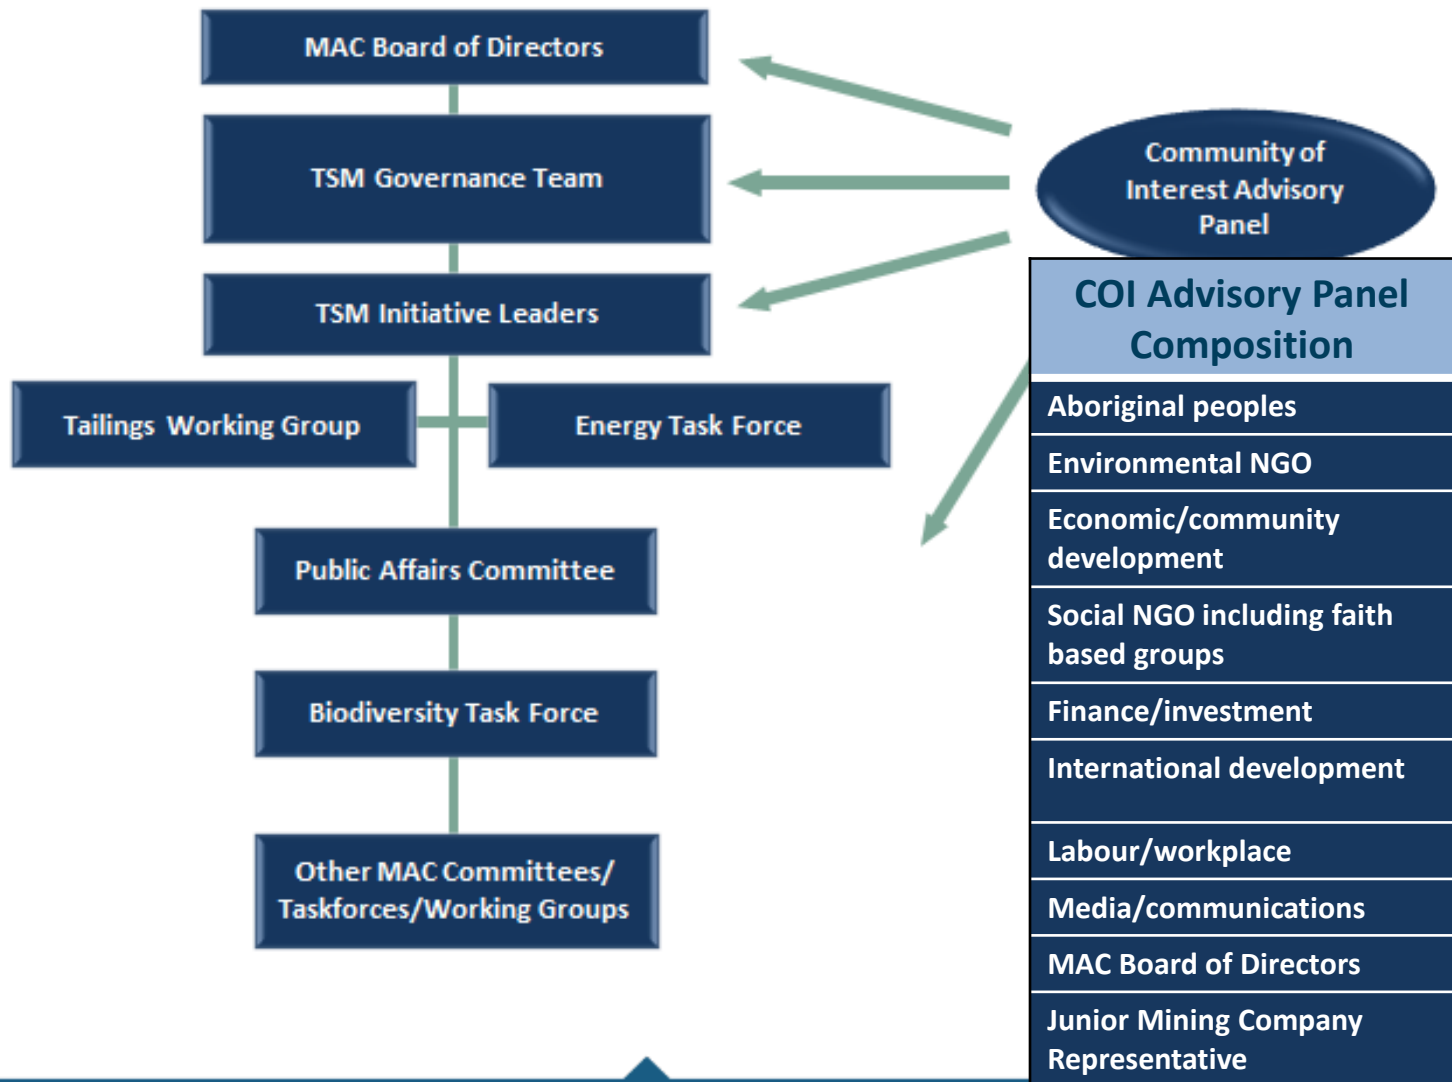 MAC Board of Directors
TSM Governance Team
TSM Initiative Leaders
Tailings Working Group
Energy Task Force
Public Affairs Committee
Biodiversity Task Force
Other MAC Committees/
Taskforces/Working Groups
Community of
Interest Advisory
Panel
COI Advisory Panel
Composition
Aboriginal peoples
Environmental NGO
Economic/community
development
Social NGO including faith
based groups
Finance/investment
International development
Labour/workplace
Media/communications
MAC Board of Directors
Junior Mining Company
Representative